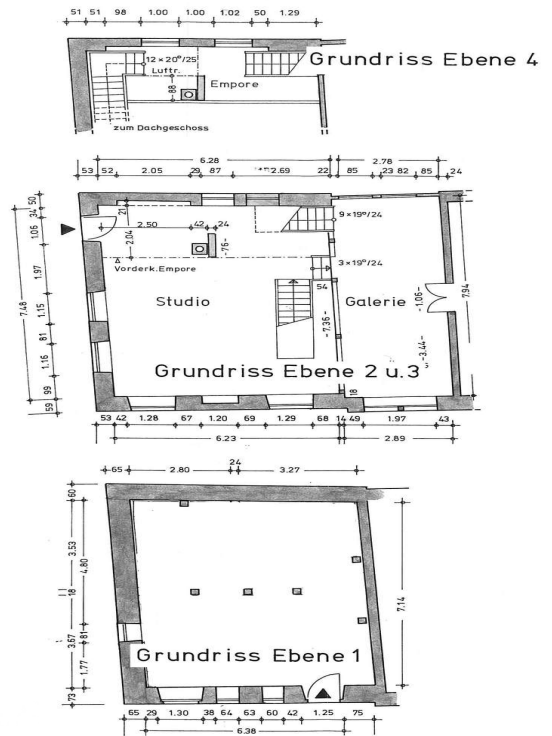 51 51 98 1.00 1.00 1.02 50 1.29
12×20⁰/25
Luftr.
Grundriss Ebene 4
88
Empore
zum Dachgeschoss
6.28 2.78
53 52 2.05 29 87 2.69 22 85 23 82 85 24
50
34
1.06
1.97
7.48
1.15
81
1.16
99
59
21
2.50 42 24
2.04
76
9×19⁰/24
Vorderk.Empore
3×19⁰/24
54
Studio
Galerie
1.06
7.94
7.36
3.44
18
Grundriss Ebene 2 u.3
53 42 1.28 67 1.20 69 1.29 68 14 49 1.97 43
6.23 2.89
24
65 2.80 3.27
60
3.53
4.80
18
3.67
81
1.77
73
7.14
Grundriss Ebene 1
65 29 1.30 38 64 63 60 42 1.25 75
6.38